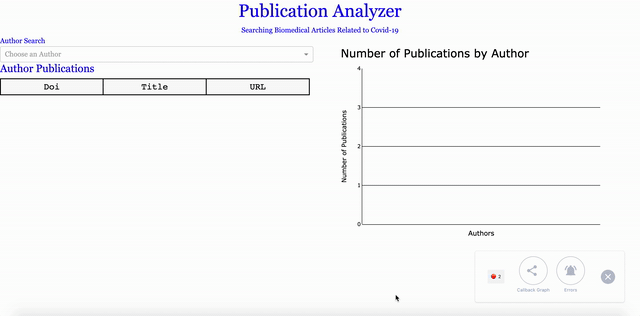 Publication Analyzer
Searching Biomedical Articles Related to Covid-19
Author Search
Choose an Author
Author Publications
Doi Title URL
Number of Publications by Author
4
3
2
1
0
Number of Publications
Authors
2
Callback Graph
Errors